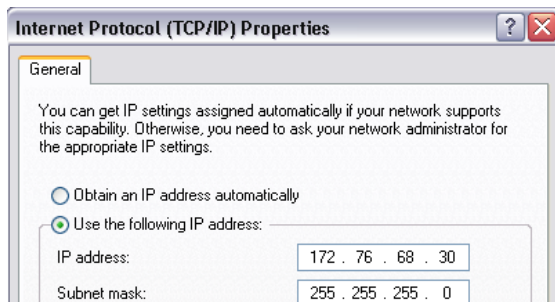 Internet Protocol (TCP/IP) Properties
General
You can get IP settings assigned automatically if your network supports
this capability. Otherwise, you need to ask your network administrator for
the appropriate IP settings.
Obtain an IP address automatically
Use the following IP address:
IP address: 172 . 76 . 68 . 30
Subnet mask: 255 . 255 . 255 . 0